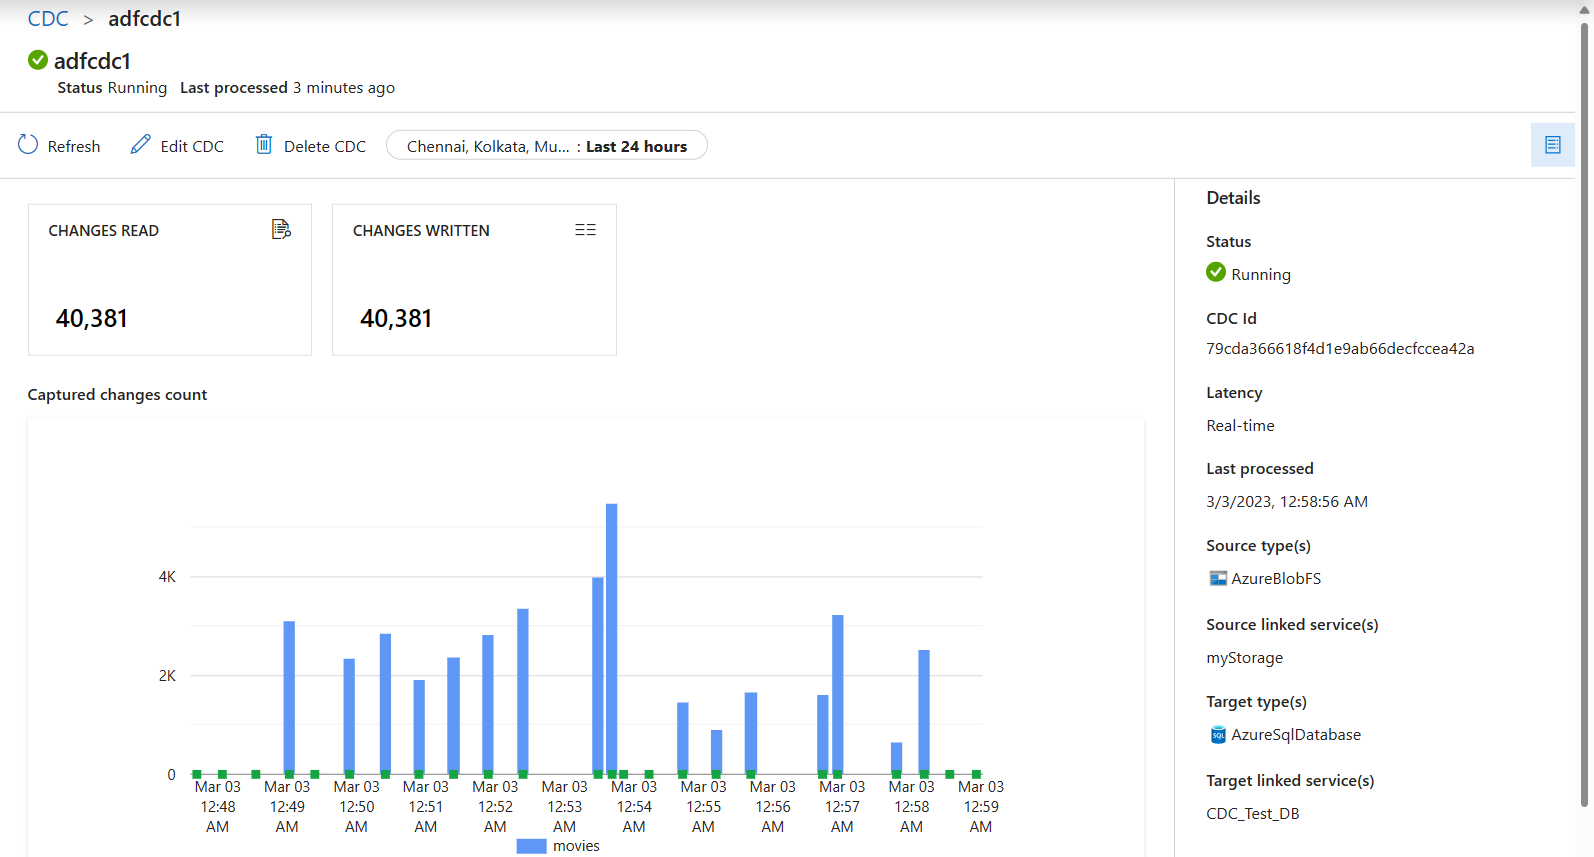 CDC > adfcdc1
adfcdc1
Status Running Last processed 3 minutes ago
Refresh Edit CDC Delete CDC Chennai, Kolkata, Mu... : Last 24 hours
CHANGES READ
40,381
CHANGES WRITTEN
40,381
Captured changes count
4K
2K
0
Mar 03 12:48 AM
Mar 03 12:49 AM
Mar 03 12:50 AM
Mar 03 12:51 AM
Mar 03 12:52 AM
Mar 03 12:53 AM
Mar 03 12:54 AM
Mar 03 12:55 AM
Mar 03 12:56 AM
Mar 03 12:57 AM
Mar 03 12:58 AM
Mar 03 12:59 AM
movies
Details
Status
Running
CDC Id
79cda366618f4d1e9ab66decfccea42a
Latency
Real-time
Last processed
3/3/2023, 12:58:56 AM
Source type(s)
AzureBlobFS
Source linked service(s)
myStorage
Target type(s)
SQL AzureSqlDatabase
Target linked service(s)
CDC_Test_DB